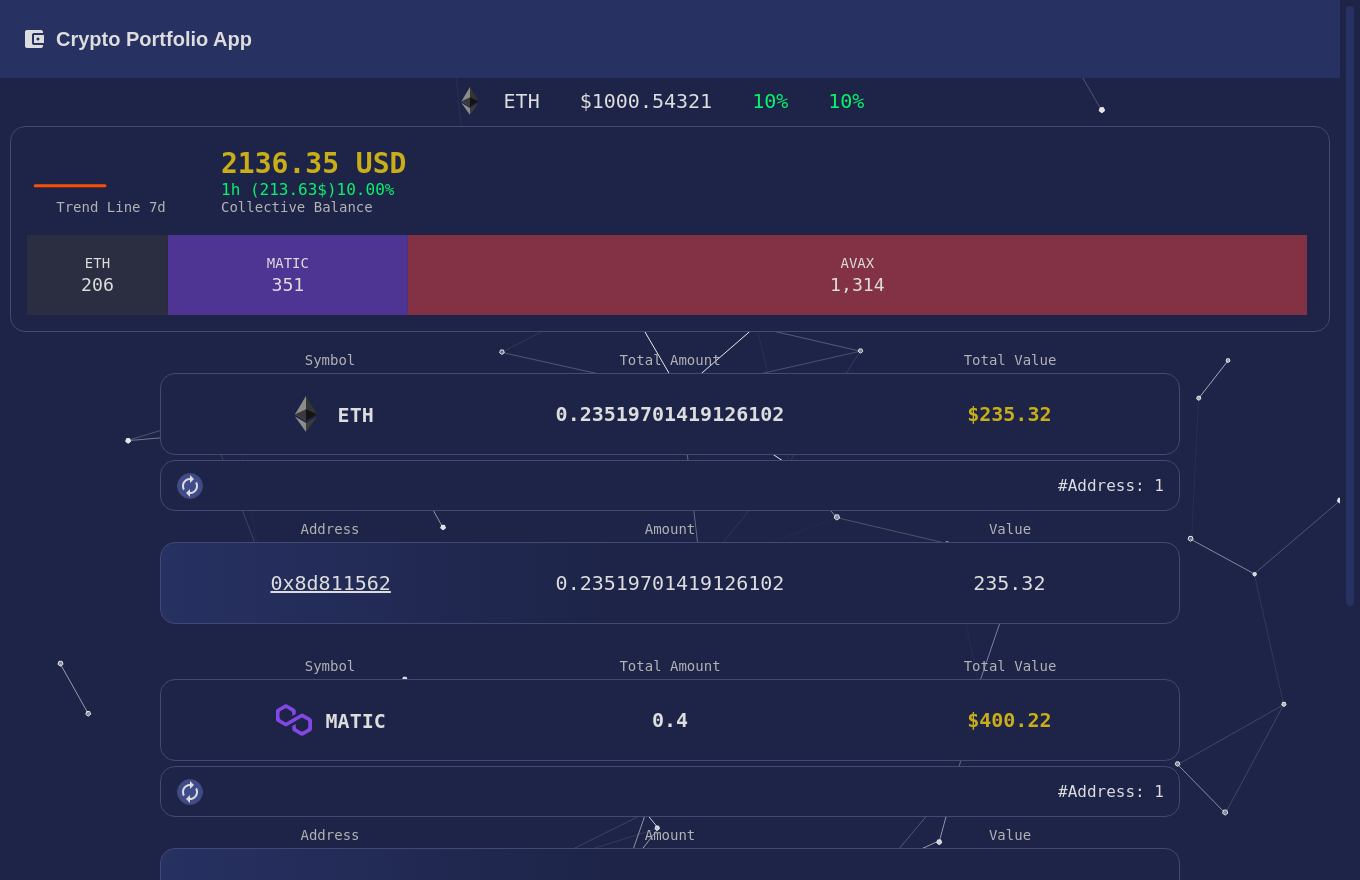 Crypto Portfolio App
ETH $1000.54321 10% 10%
2136.35 USD
1h (213.63$)10.00%
Trend Line 7d Collective Balance
ETH MATIC AVAX
206 351 1,314
Symbol Total Amount Total Value
ETH 0.23519701419126102 $235.32
#Address: 1
Address Amount Value
0x8d811562 0.23519701419126102 235.32
Symbol Total Amount Total Value
MATIC 0.4 $400.22
#Address: 1
Address Amount Value